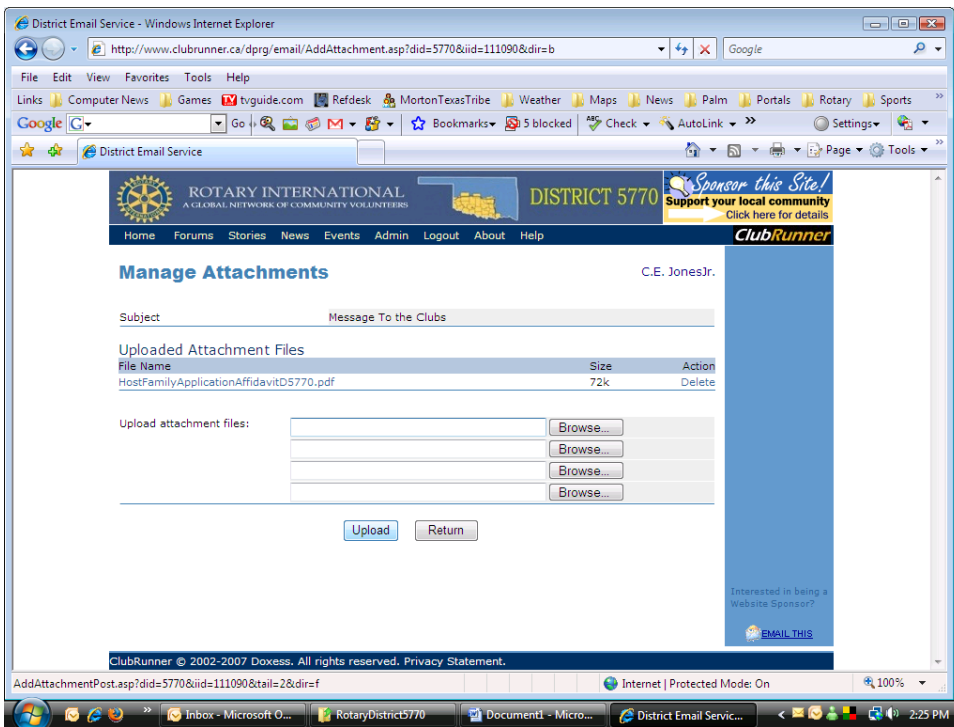 District Email Service - Windows Internet Explorer
http://www.clubrunner.ca/dprg/email/AddAttachment.asp?did=5770&iid=111090&dir=b
Google
File Edit View Favorites Tools Help
Links Computer News Games tvguide.com Refdesk MortonTexasTribe Weather Maps News Palm Portals Rotary Sports »
Google G Go 5 blocked Bookmarks ABC Check AutoLink » Settings
District Email Service Page Tools »
ROTARY INTERNATIONAL
A GLOBAL NETWORK OF COMMUNITY VOLUNTEERS
DISTRICT 5770
Sponsor this Site!
Support your local community
Click here for details
Home Forums Stories News Events Admin Logout About Help
ClubRunner
Manage Attachments C.E. JonesJr.
Subject Message To the Clubs
Uploaded Attachment Files
File Name Size Action
HostFamilyApplicationAffidavitD5770.pdf 72k Delete
Upload attachment files: Browse...
Browse...
Browse...
Browse...
Upload Return
Interested in being a
Website Sponsor?
EMAIL THIS
ClubRunner © 2002-2007 Doxess. All rights reserved. Privacy Statement.
AddAttachmentPost.asp?did=5770&iid=111090&tail=2&dir=f Internet | Protected Mode: On 100%
» Inbox - Microsoft O... RotaryDistrict5770 Document1 - Micro... District Email Servic... < 2:25 PM